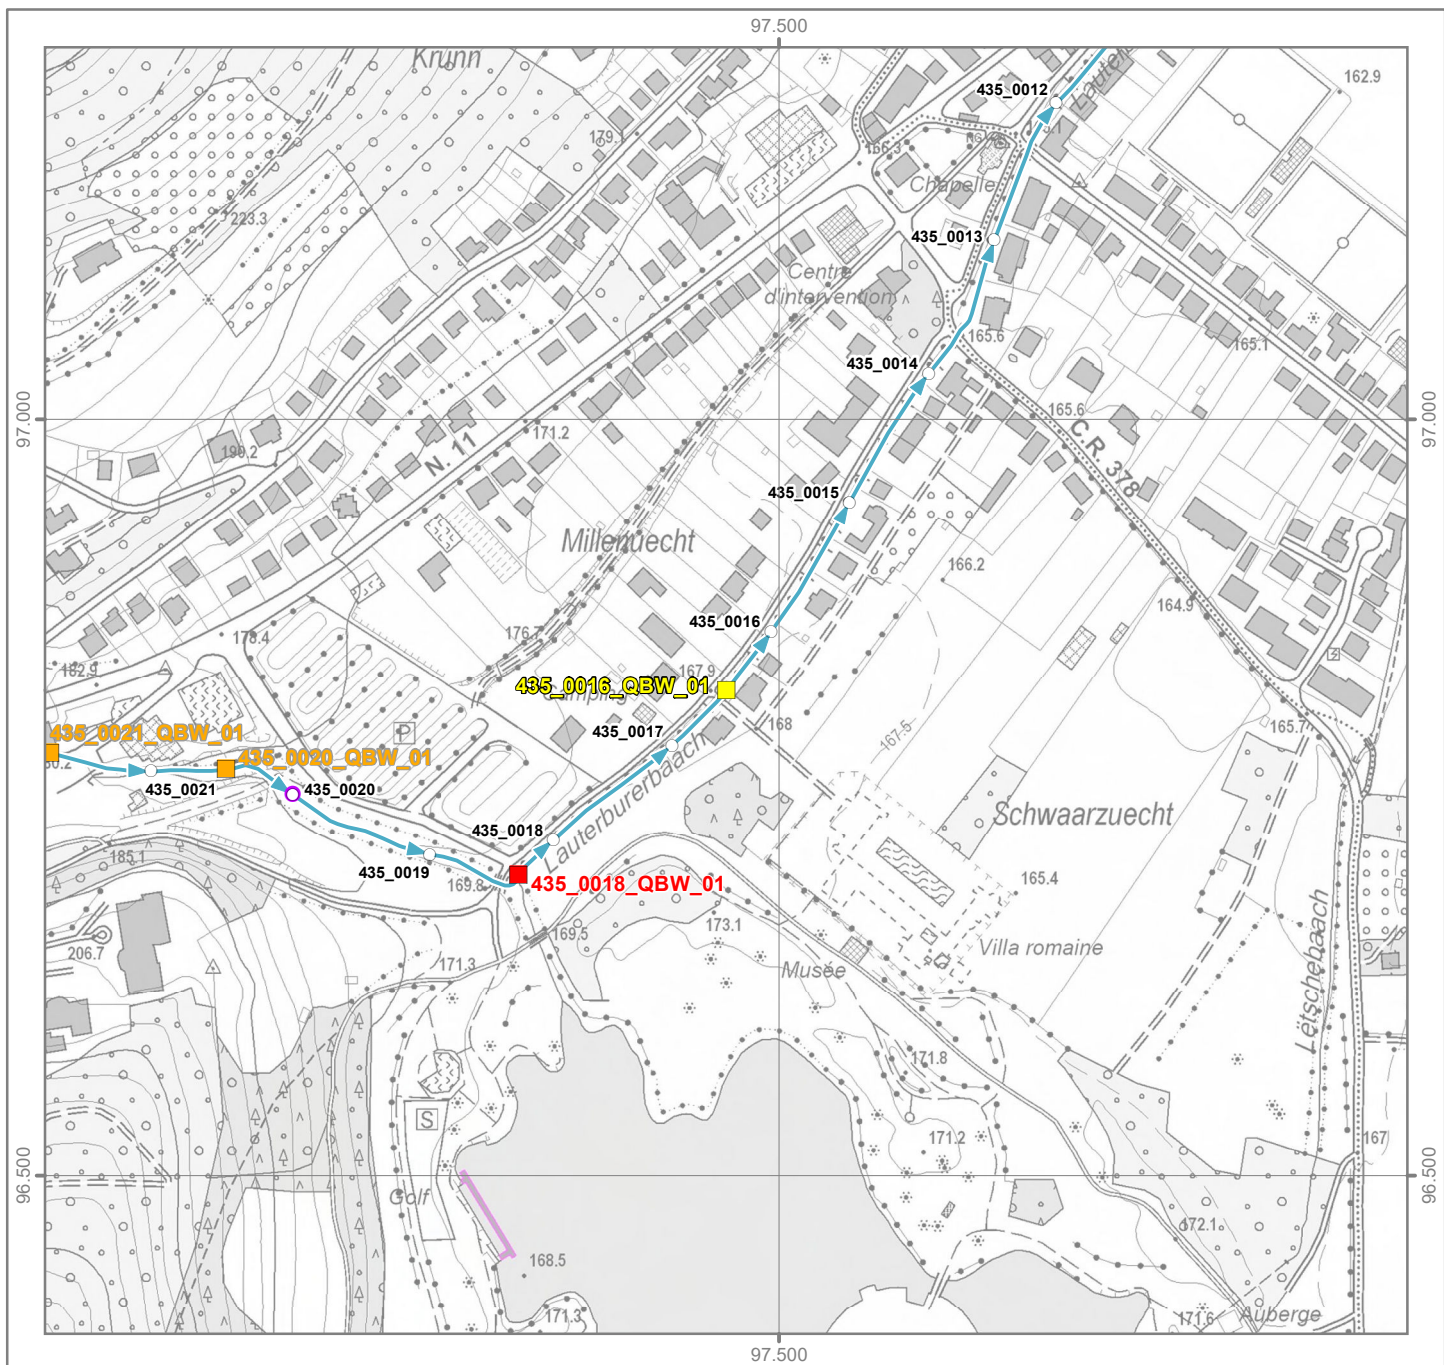 97.500
Krunn
162.9
435_0012
179.1
166.3
Chapelle
223.3
435_0013
Centre
d'intervention
165.6
165.1
435_0014
97.000
97.000
165.6
171.2
C.R. 378
N. 11
190.2
435_0015
Millenuecht
166.2
164.9
435_0016
178.4
176.7
182.9
167.9
435_0016_QBW_01
168
167.5
165.7
435_0017
435_0021_QBW_01
435_0020_QBW_01
P
435_0021
435_0020
Lauterburerbaach
Schwaarzuecht
435_0018
185.1
435_0019
169.8
435_0018_QBW_01
165.4
173.1
169.5
206.7
171.3
Musée
Villa romaine
Lëtschebaach
171.8
S
171.2
167
96.500
96.500
Golf
172.1
168.5
171.3
171.6
Auberge
97.500